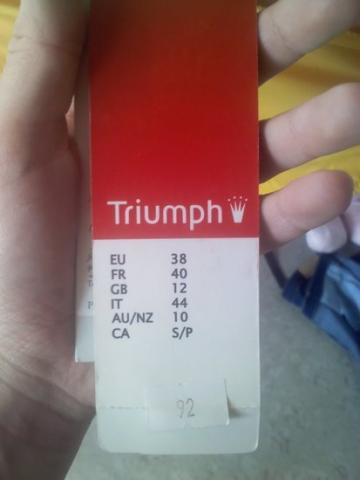 Triumph
EU 38
FR 40
GB 12
IT 44
AU/NZ 10
CA S/P
92